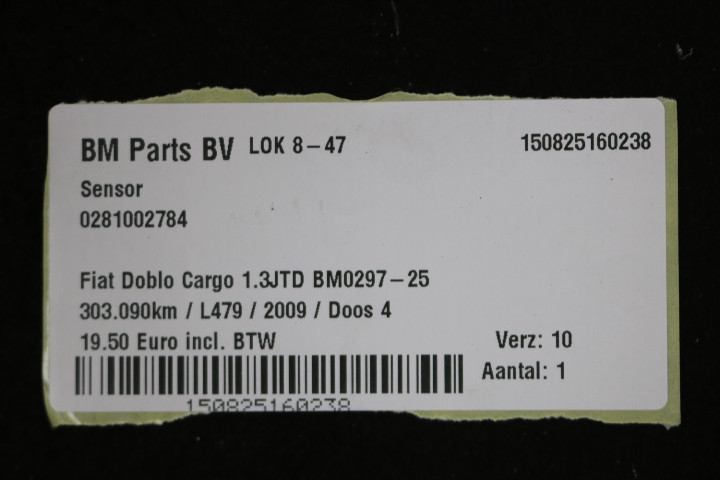 BM Parts BV LOK 8-47 150825160238
Sensor
0281002784
Fiat Doblo Cargo 1.3JTD BM0297-25
303.090km / L479 / 2009 / Doos 4
19.50 Euro incl. BTW Verz: 10
Aantal: 1
150825160238